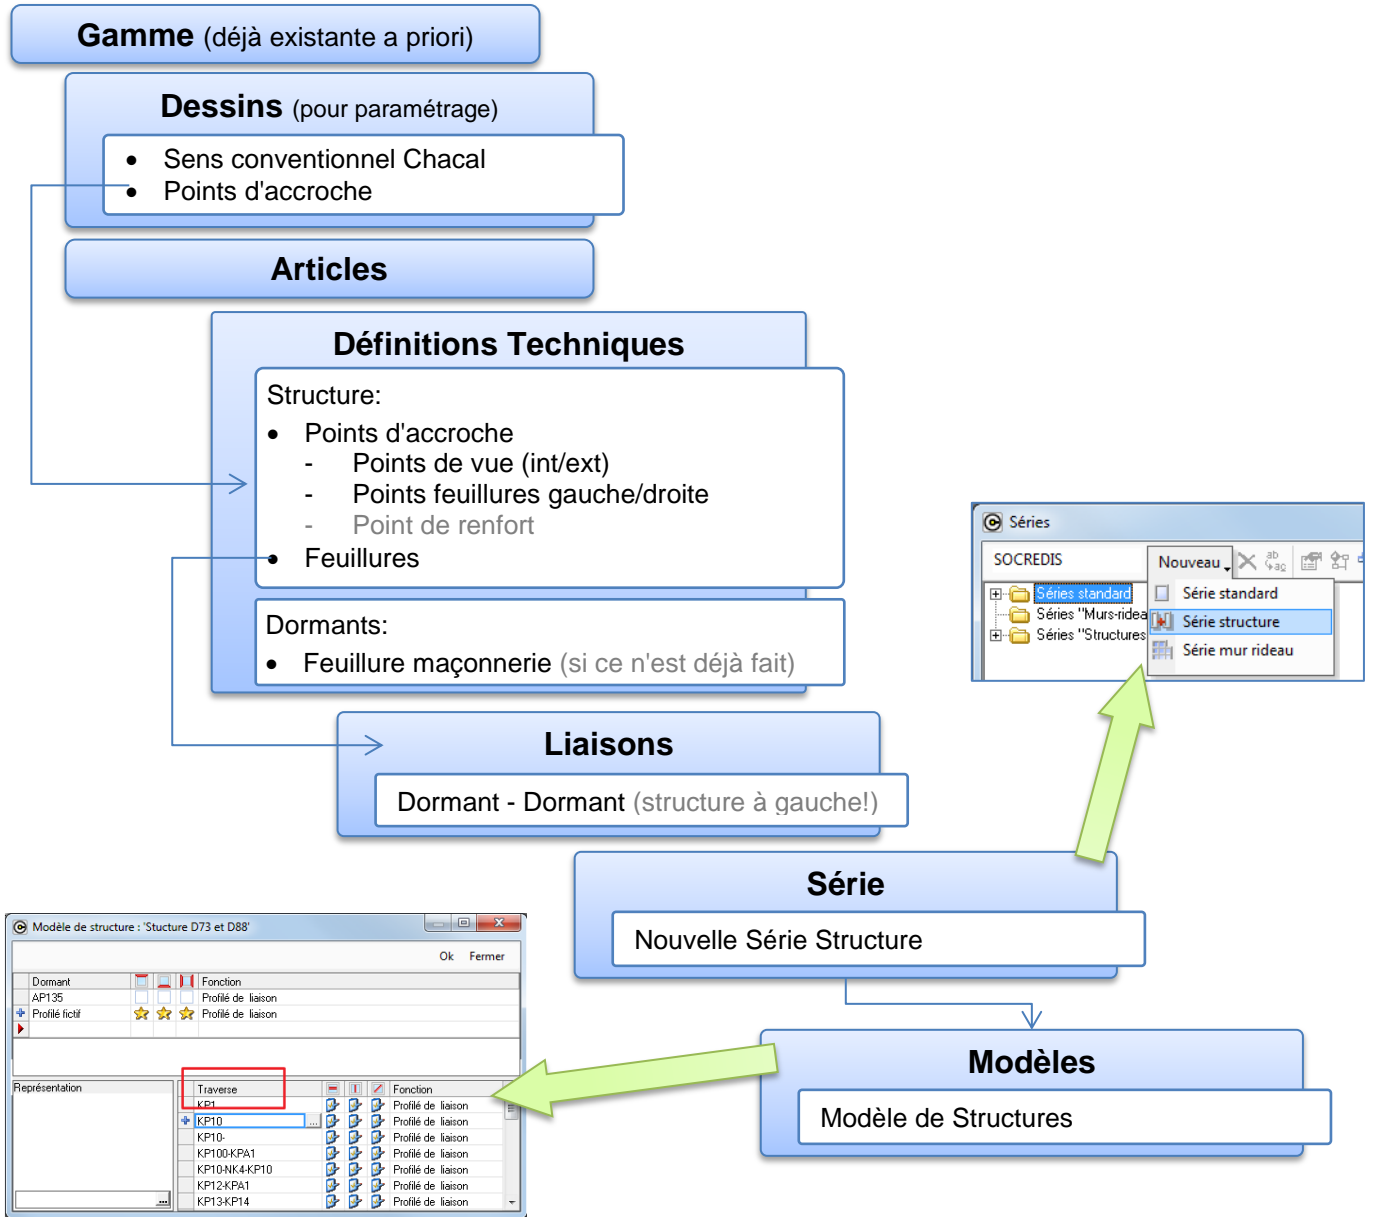 Gamme (déjà existante a priori)
Dessins (pour paramétrage)
• Sens conventionnel Chacal
• Points d'accroche
Articles
Définitions Techniques
Structure:
• Points d'accroche
- Points de vue (int/ext)
- Points feuillures gauche/droite
- Point de renfort
• Feuillures
Dormants:
• Feuillure maçonnerie (si ce n'est déjà fait)
Liaisons
Dormant - Dormant (structure à gauche!)
Série
Nouvelle Série Structure
Modèles
Modèle de Structures
Séries
SOCREDIS
Nouveau
Séries standard
Séries "Murs-ridea
Séries "Structures
Série standard
Série structure
Série mur rideau
Modèle de structure : 'Stucture D73 et D88'
Ok Fermer
Dormant Fonction
AP135 Profilé de liaison
Profilé fictif Profilé de liaison
Représentation
Traverse Fonction
KP1 Profilé de liaison
KP10 ... Profilé de liaison
KP10- Profilé de liaison
KP100-KPA1 Profilé de liaison
KP10-NK4-KP10 Profilé de liaison
KP12-KPA1 Profilé de liaison
... KP13-KP14 Profilé de liaison